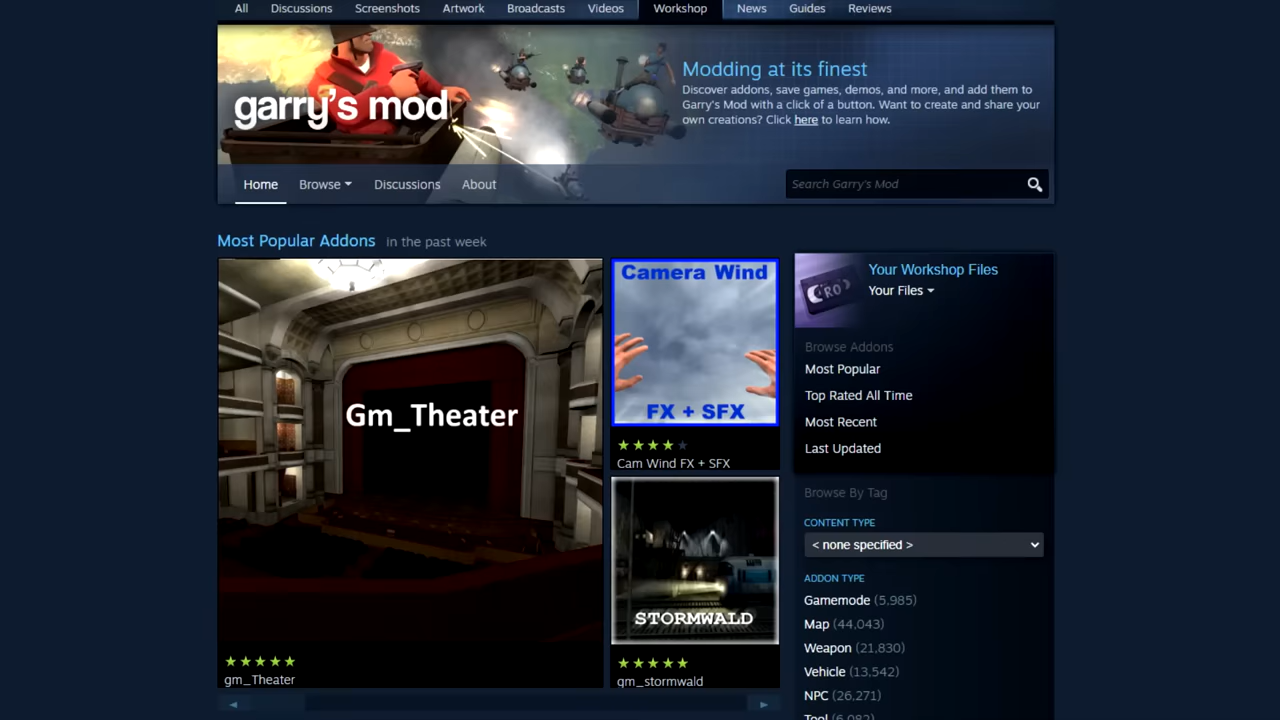 All Discussions Screenshots Artwork Broadcasts Videos Workshop News Guides Reviews
garry's mod
Modding at its finest
Discover addons, save games, demos, and more, and add them to
Garry's Mod with a click of a button. Want to create and share your
own creations? Click here to learn how.
Home Browse Discussions About
Search Garry's Mod
Most Popular Addons in the past week
Gm_Theater
gm_Theater
Camera Wind
FX + SFX
Cam Wind FX + SFX
STORMWALD
gm_stormwald
Your Workshop Files
Your Files
Browse Addons
Most Popular
Top Rated All Time
Most Recent
Last Updated
Browse By Tag
CONTENT TYPE
< none specified >
ADDON TYPE
Gamemode (5,985)
Map (44,043)
Weapon (21,830)
Vehicle (13,542)
NPC (26,271)
Tool (6,082)